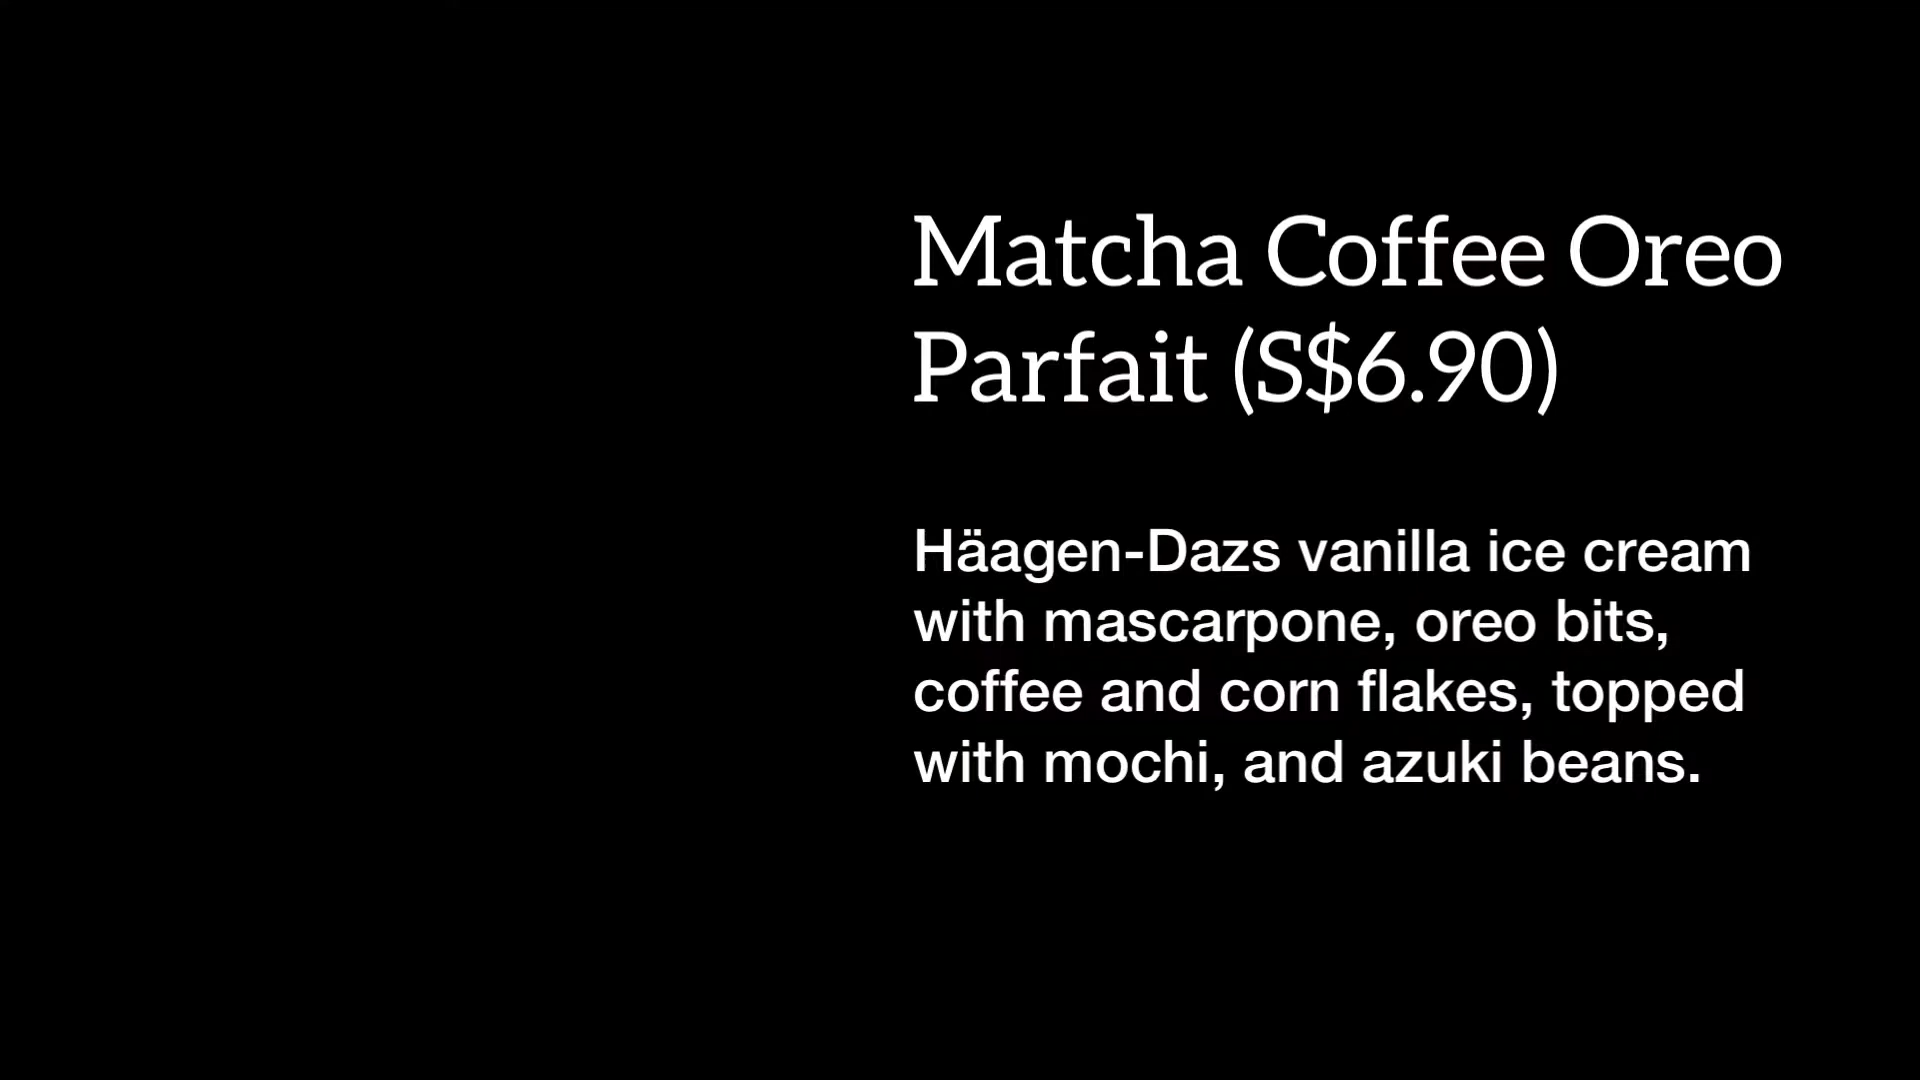 Matcha Coffee Oreo
Parfait (S$6.90)
Häagen-Dazs vanilla ice cream
with mascarpone, oreo bits,
coffee and corn flakes, topped
with mochi, and azuki beans.